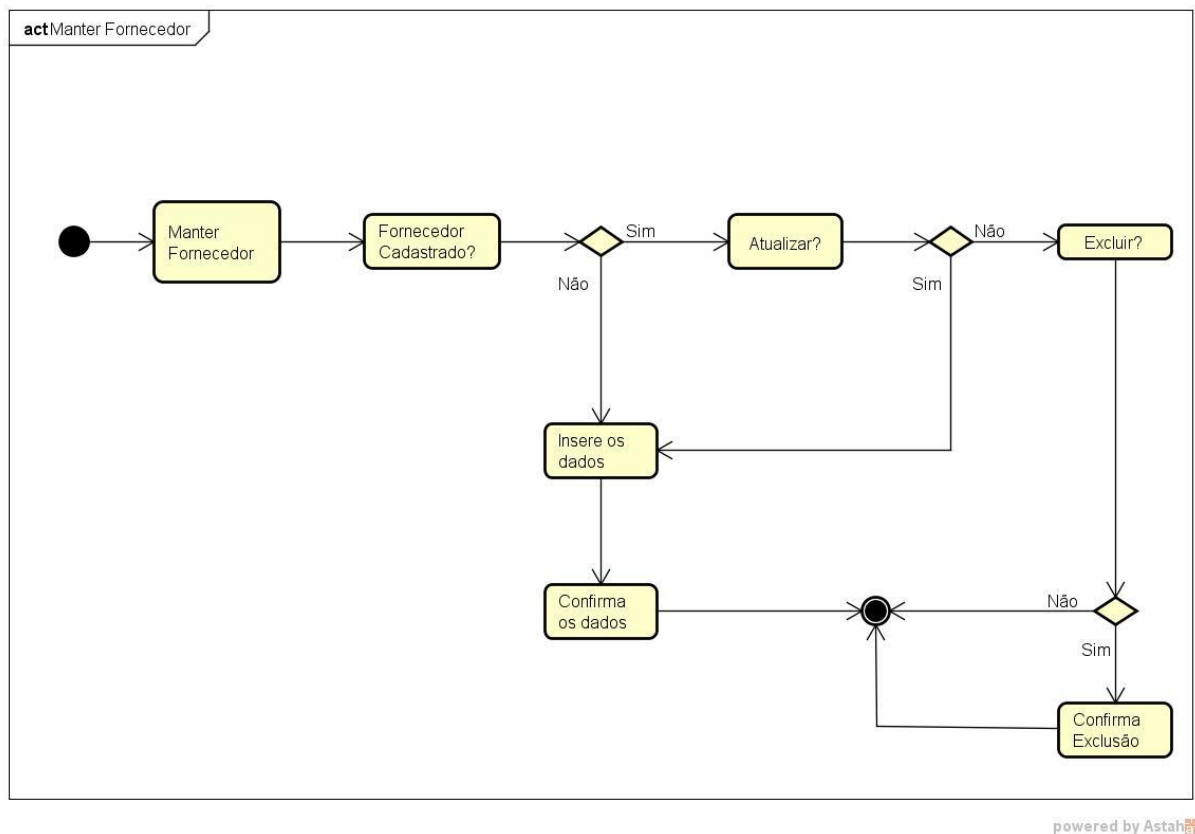 act Manter Fornecedor
Manter
Fornecedor
Fornecedor
Cadastrado?
Sim
Não
Atualizar?
Não
Sim
Excluir?
Insere os
dados
Confirma
os dados
Não
Sim
Confirma
Exclusão
powered by Astah